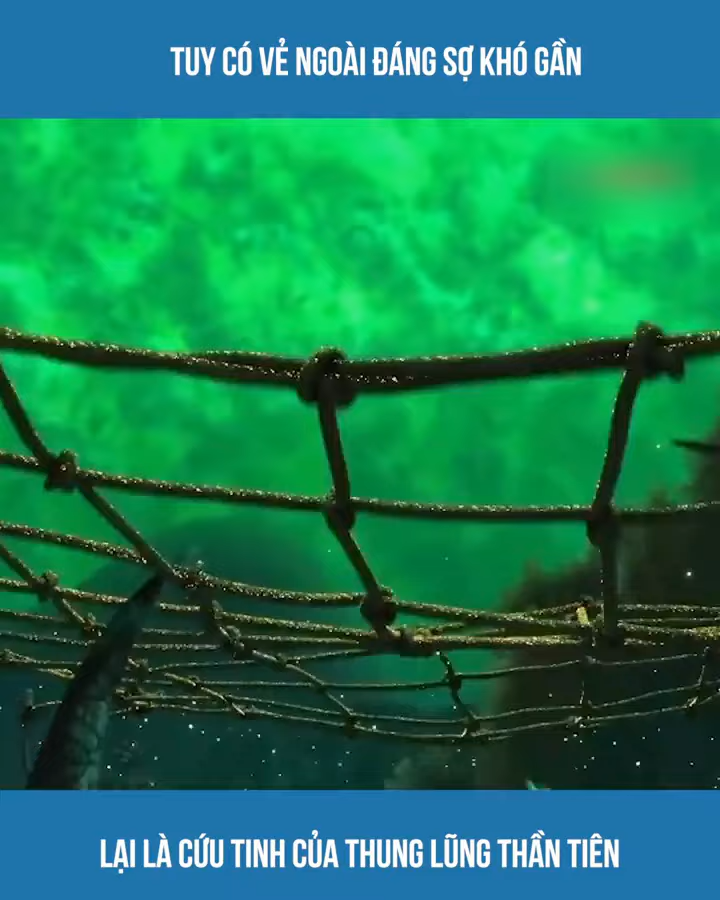 TUY CÓ VẺ NGOÀI ĐÁNG SỢ KHÓ GẦN
LẠI LÀ CỨU TINH CỦA THUNG LŨNG THẦN TIÊN